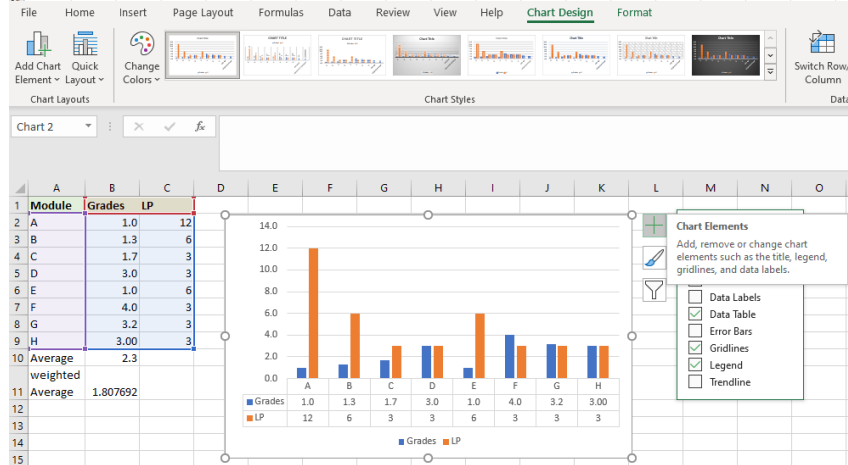 File Home Insert Page Layout Formulas Data Review View Help Chart Design Format
Add Chart Element Quick Layout Change Colors Switch Row/ Column
Chart Layouts Chart Styles Data
Chart 2 fx
A B C D E F G H I J K L M N O
1 Module Grades LP
2 A 1.0 12
3 B 1.3 6
4 C 1.7 3
5 D 3.0 3
6 E 1.0 6
7 F 4.0 3
8 G 3.2 3
9 H 3.00 3
10 Average 2.3
weighted
11 Average 1.807692
12
13
14
15
14.0
12.0
10.0
8.0
6.0
4.0
2.0
0.0
A B C D E F G H
Grades 1.0 1.3 1.7 3.0 1.0 4.0 3.2 3.00
LP 12 6 3 3 6 3 3 3
Grades LP
Chart Elements
Add, remove or change chart
elements such as the title, legend,
gridlines, and data labels.
Data Labels
Data Table
Error Bars
Gridlines
Legend
Trendline